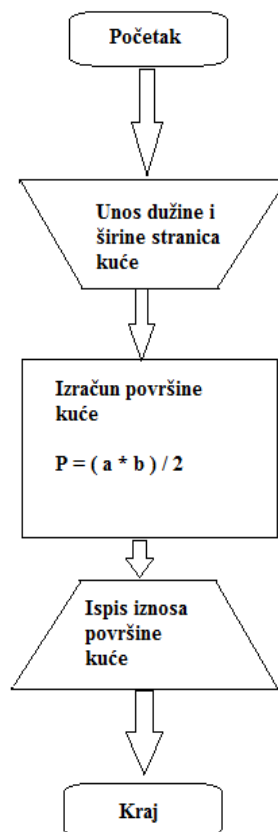 Početak
Unos dužine i
širine stranica
kuće
Izračun površine
kuće
P = ( a * b ) / 2
Ispis iznosa
površine
kuće
Kraj